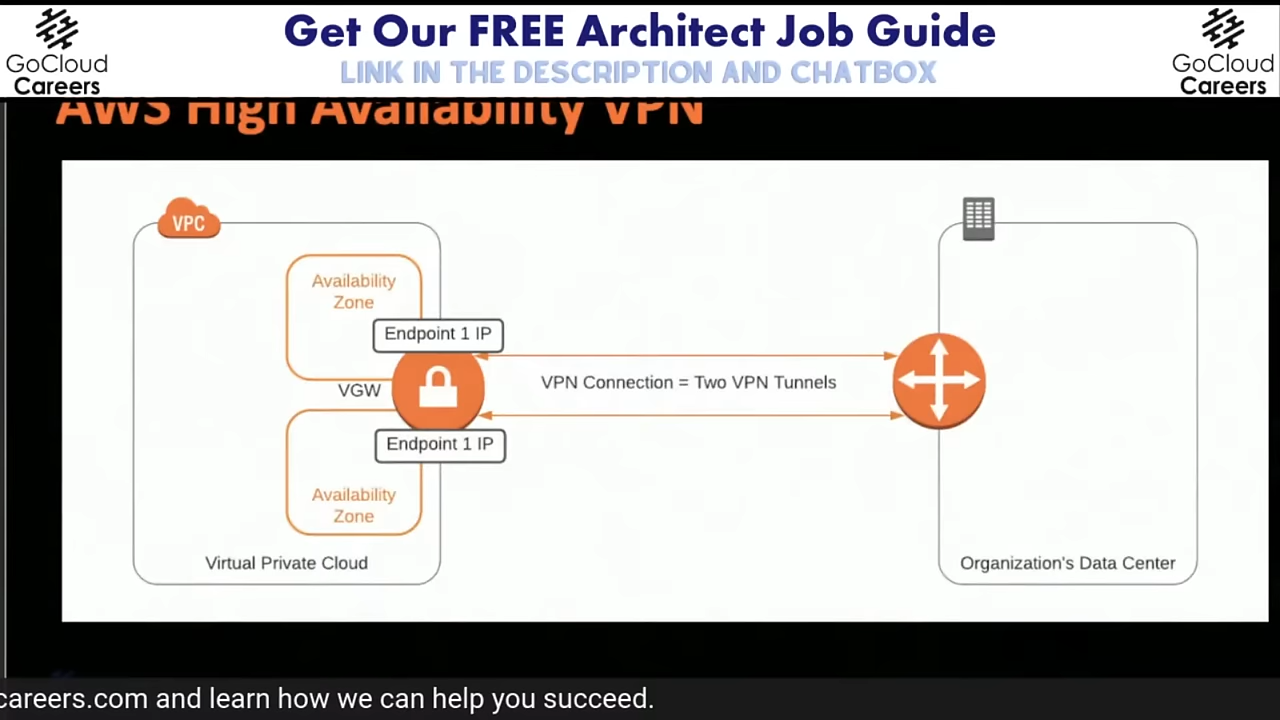 Get Our FREE Architect Job Guide
LINK IN THE DESCRIPTION AND CHATBOX
GoCloud
Careers
GoCloud
Careers
AWS High Availability VPN
VPC
Availability
Zone
Endpoint 1 IP
VGW
VPN Connection = Two VPN Tunnels
Endpoint 1 IP
Availability
Zone
Virtual Private Cloud
Organization's Data Center
careers.com and learn how we can help you succeed.